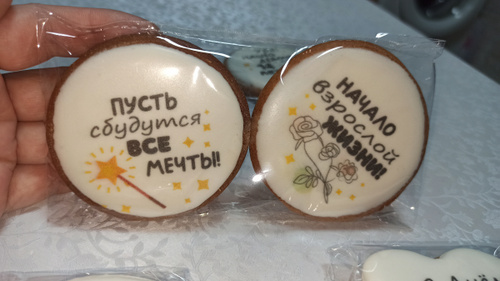 ПУСТЬ
сбудутся
ВСЕ
МЕЧТЫ!
НАЧАЛО
взрослой
ЖИЗНИ!